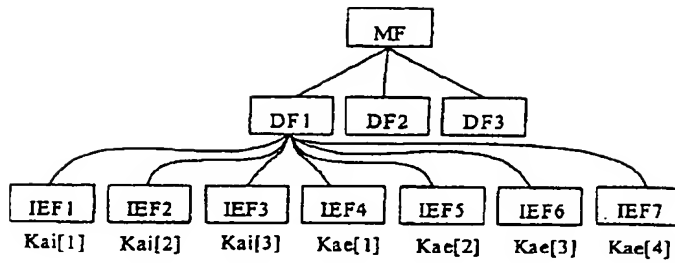 MF
DF1 DF2 DF3
IEF1 IEF2 IEF3 IEF4 IEF5 IEF6 IEF7
Kai[1] Kai[2] Kai[3] Kae[1] Kae[2] Kae[3] Kae[4]